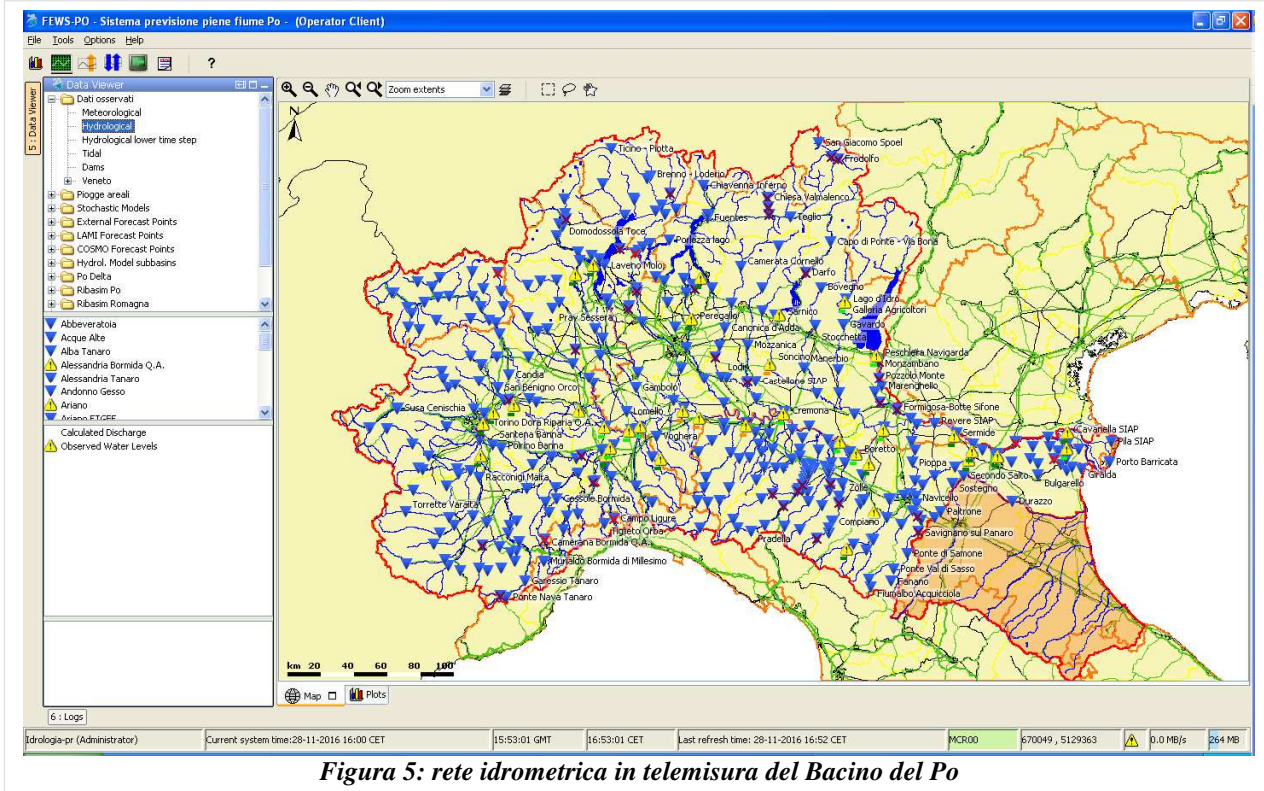 FEWS-PO - Sistema previsione piene fiume Po - (Operator Client)
File Tools Options Help
?
5 : Data Viewer
Data Viewer
Dati osservati
Meteorological
Hydrological
Hydrological lower time step
Tidal
Dams
Veneto
Piogge areali
Stochastic Models
External Forecast Points
LAMI Forecast Points
COSMO Forecast Points
Hydrol. Model subbasins
Po Delta
Ribasim Po
Ribasim Romagna
Abbeveratoia
Acque Alte
Alba Tanaro
Alessandria Bormida Q.A.
Alessandria Tanaro
Andonno Gesso
Ariano
Calculated Discharge
Observed Water Levels
Zoom extents
N
Ticino - Piotta
San Giacomo Spoel
Fredolfo
Brenno - Loderio
Chiavenna Inferno
Chiesa Valmalenco
Fuentes
Teglio
Domodossola Toce
Porlezza lago
Capo di Ponte - Via Bona
Laveno Molo
Camerata Cornello
Darfo
Bovegno
Lago d'Idro
Galleria Agricoltori
Pray Sessera
Peregallo
Sarnico
Gavardo
Canonica d'Adda
Stocchetta
Mozzanica
Peschiera Navigarda
Soncino
Manerbio
Monzambano
Lodi
Pozzolo Monte
Candia
Castelleone SIAP
Marenghello
San Benigno Orco
Gambolo
Susa Cenischia
Lomello
Cremona
Formigosa-Botte Sifone
Torino Dora Riparia Q.A.
Revere SIAP
Cavanella SIAP
Santena Banna
Voghera
Sermide
Pila SIAP
Poirino Banna
Boretto
Pioppa
Secondo Salto
Porto Barricata
Racconigi Maira
Gralda
Bulgarello
Zolle
Sostegno
Torrette Varaita
Cessole Bormida
Navicello
Durazzo
Campo Ligure
Compiano
Paltrone
Tiglieto Orba
Pradella
Savignano sul Panaro
Camerana Bormida Q.A.
Ponte di Samone
Murialdo Bormida di Millesimo
Ponte Val di Sasso
Garessio Tanaro
Fanano
Ponte Nava Tanaro
Fiumalbo Acquicciola
km 20 40 60 80 100
Map Plots
6 : Logs
Idrologia-pr (Administrator) Current system time:28-11-2016 16:00 CET 15:53:01 GMT 16:53:01 CET Last refresh time: 28-11-2016 16:52 CET MCR00 670049 , 5129363 0.0 MB/s 264 MB
Figura 5: rete idrometrica in telemisura del Bacino del Po